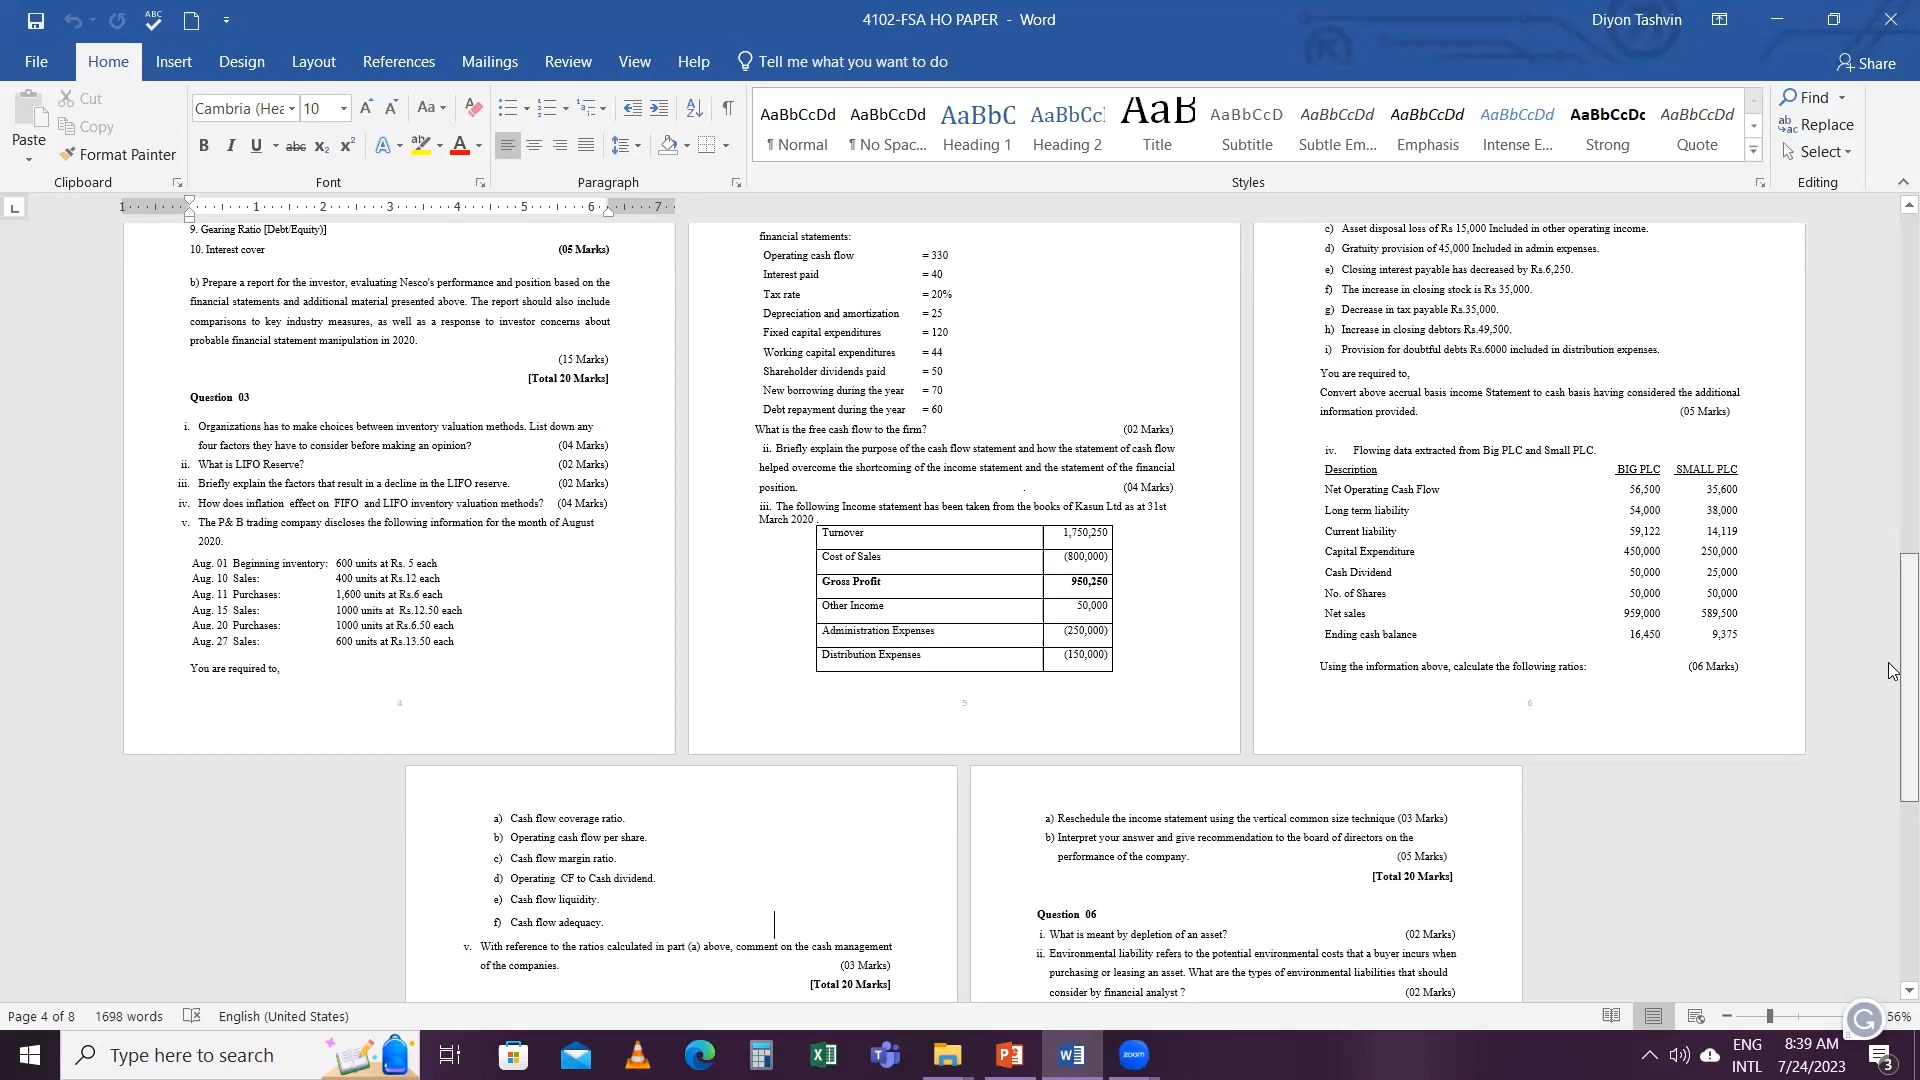 4102-FSA HO PAPER - Word
Diyon Tashvin
File Home Insert Design Layout References Mailings Review View Help Tell me what you want to do
Share
Paste
Cut
Copy
Format Painter
Clipboard
Cambria (Hea 10
Font
Paragraph
AaBbCcDd AaBbCcDd AaBbC AaBbCc AaB AaBbCcD AaBbCcDd AaBbCcDd AaBbCcDd AaBbCcDc AaBbCcDd
¶ Normal ¶ No Spac... Heading 1 Heading 2 Title Subtitle Subtle Em... Emphasis Intense E... Strong Quote
Styles
Find
Replace
Select
Editing
1 1 2 3 4 5 6 7
9. Gearing Ratio [Debt/Equity)]
10. Interest cover (05 Marks)
b) Prepare a report for the investor, evaluating Nesco's performance and position based on the
financial statements and additional material presented above. The report should also include
comparisons to key industry measures, as well as a response to investor concerns about
probable financial statement manipulation in 2020.
(15 Marks)
[Total 20 Marks]
Question 03
i. Organizations has to make choices between inventory valuation methods. List down any
four factors they have to consider before making an opinion? (04 Marks)
ii. What is LIFO Reserve? (02 Marks)
iii. Briefly explain the factors that result in a decline in the LIFO reserve. (02 Marks)
iv. How does inflation effect on FIFO and LIFO inventory valuation methods? (04 Marks)
v. The P& B trading company discloses the following information for the month of August
2020.
Aug. 01 Beginning inventory: 600 units at Rs. 5 each
Aug. 10 Sales: 400 units at Rs.12 each
Aug. 11 Purchases: 1,600 units at Rs.6 each
Aug. 15 Sales: 1000 units at Rs.12.50 each
Aug. 20 Purchases: 1000 units at Rs.6.50 each
Aug. 27 Sales: 600 units at Rs.13.50 each
You are required to,
4
financial statements:
Operating cash flow = 330
Interest paid = 40
Tax rate = 20%
Depreciation and amortization = 25
Fixed capital expenditures = 120
Working capital expenditures = 44
Shareholder dividends paid = 50
New borrowing during the year = 70
Debt repayment during the year = 60
What is the free cash flow to the firm? (02 Marks)
ii. Briefly explain the purpose of the cash flow statement and how the statement of cash flow
helped overcome the shortcoming of the income statement and the statement of the financial
position. . (04 Marks)
iii. The following Income statement has been taken from the books of Kasun Ltd as at 31st
March 2020 .
Turnover 1,750,250
Cost of Sales (800,000)
Gross Profit 950,250
Other Income 50,000
Administration Expenses (250,000)
Distribution Expenses (150,000)
5
c) Asset disposal loss of Rs 15,000 Included in other operating income.
d) Gratuity provision of 45,000 Included in admin expenses.
e) Closing interest payable has decreased by Rs.6,250.
f) The increase in closing stock is Rs 35,000.
g) Decrease in tax payable Rs.35,000.
h) Increase in closing debtors Rs.49,500.
i) Provision for doubtful debts Rs.6000 included in distribution expenses.
You are required to,
Convert above accrual basis income Statement to cash basis having considered the additional
information provided. (05 Marks)
iv. Flowing data extracted from Big PLC and Small PLC.
Description BIG PLC SMALL PLC
Net Operating Cash Flow 56,500 35,600
Long term liability 54,000 38,000
Current liability 59,122 14,119
Capital Expenditure 450,000 250,000
Cash Dividend 50,000 25,000
No. of Shares 50,000 50,000
Net sales 959,000 589,500
Ending cash balance 16,450 9,375
Using the information above, calculate the following ratios: (06 Marks)
6
a) Cash flow coverage ratio.
b) Operating cash flow per share.
c) Cash flow margin ratio.
d) Operating CF to Cash dividend.
e) Cash flow liquidity.
f) Cash flow adequacy.
v. With reference to the ratios calculated in part (a) above, comment on the cash management
of the companies. (03 Marks)
[Total 20 Marks]
a) Reschedule the income statement using the vertical common size technique (03 Marks)
b) Interpret your answer and give recommendation to the board of directors on the
performance of the company. (05 Marks)
[Total 20 Marks]
Question 06
i. What is meant by depletion of an asset? (02 Marks)
ii. Environmental liability refers to the potential environmental costs that a buyer incurs when
purchasing or leasing an asset. What are the types of environmental liabilities that should
consider by financial analyst ? (02 Marks)
Page 4 of 8 1698 words English (United States)
56%
Type here to search
zoom
ENG
INTL
8:39 AM
7/24/2023
3